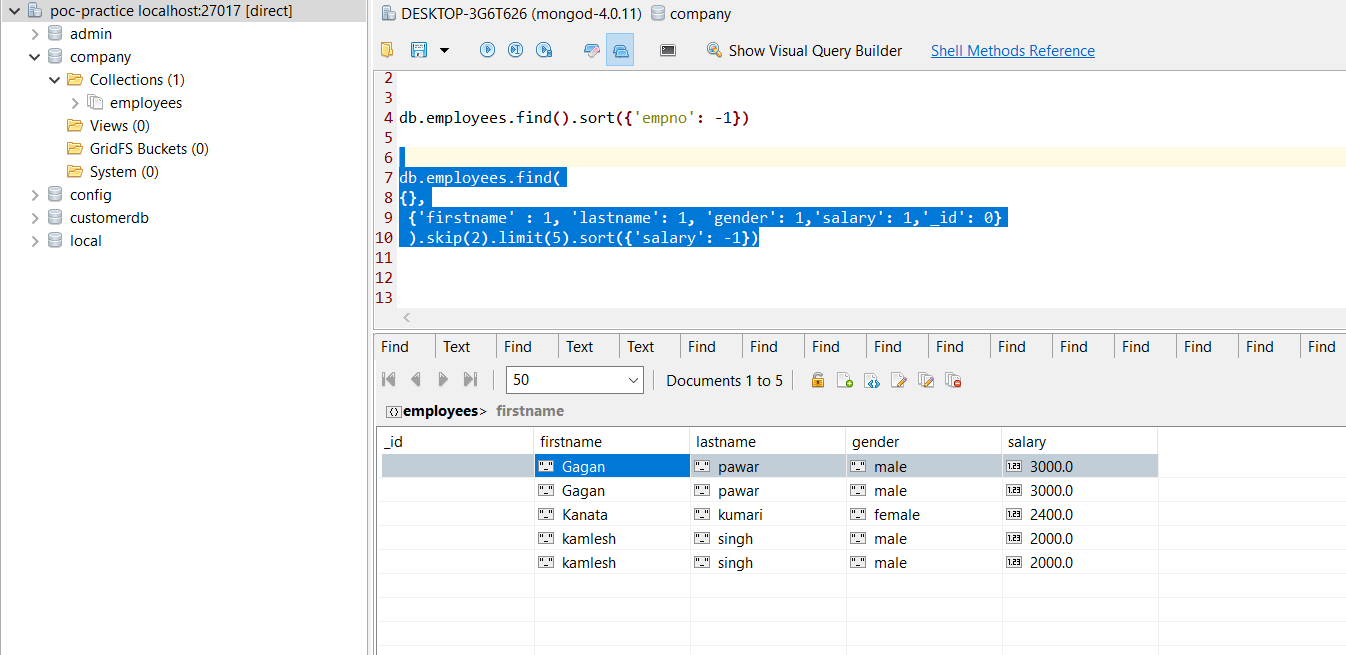 poc-practice localhost:27017 [direct]
admin
company
Collections (1)
employees
Views (0)
GridFS Buckets (0)
System (0)
config
customerdb
local
DESKTOP-3G6T626 (mongod-4.0.11) company
Show Visual Query Builder Shell Methods Reference
2
3
4 db.employees.find().sort({'empno': -1})
5
6
7 db.employees.find(
8 {},
9 {'firstname' : 1, 'lastname': 1, 'gender': 1,'salary': 1,'_id': 0}
10 ).skip(2).limit(5).sort({'salary': -1})
11
12
13
Find Text Find Text Text Find Find Find Find Find Find Find Find Find Find Find
50 Documents 1 to 5
employees> firstname
_id firstname lastname gender salary
Gagan pawar male 3000.0
Gagan pawar male 3000.0
Kanata kumari female 2400.0
kamlesh singh male 2000.0
kamlesh singh male 2000.0